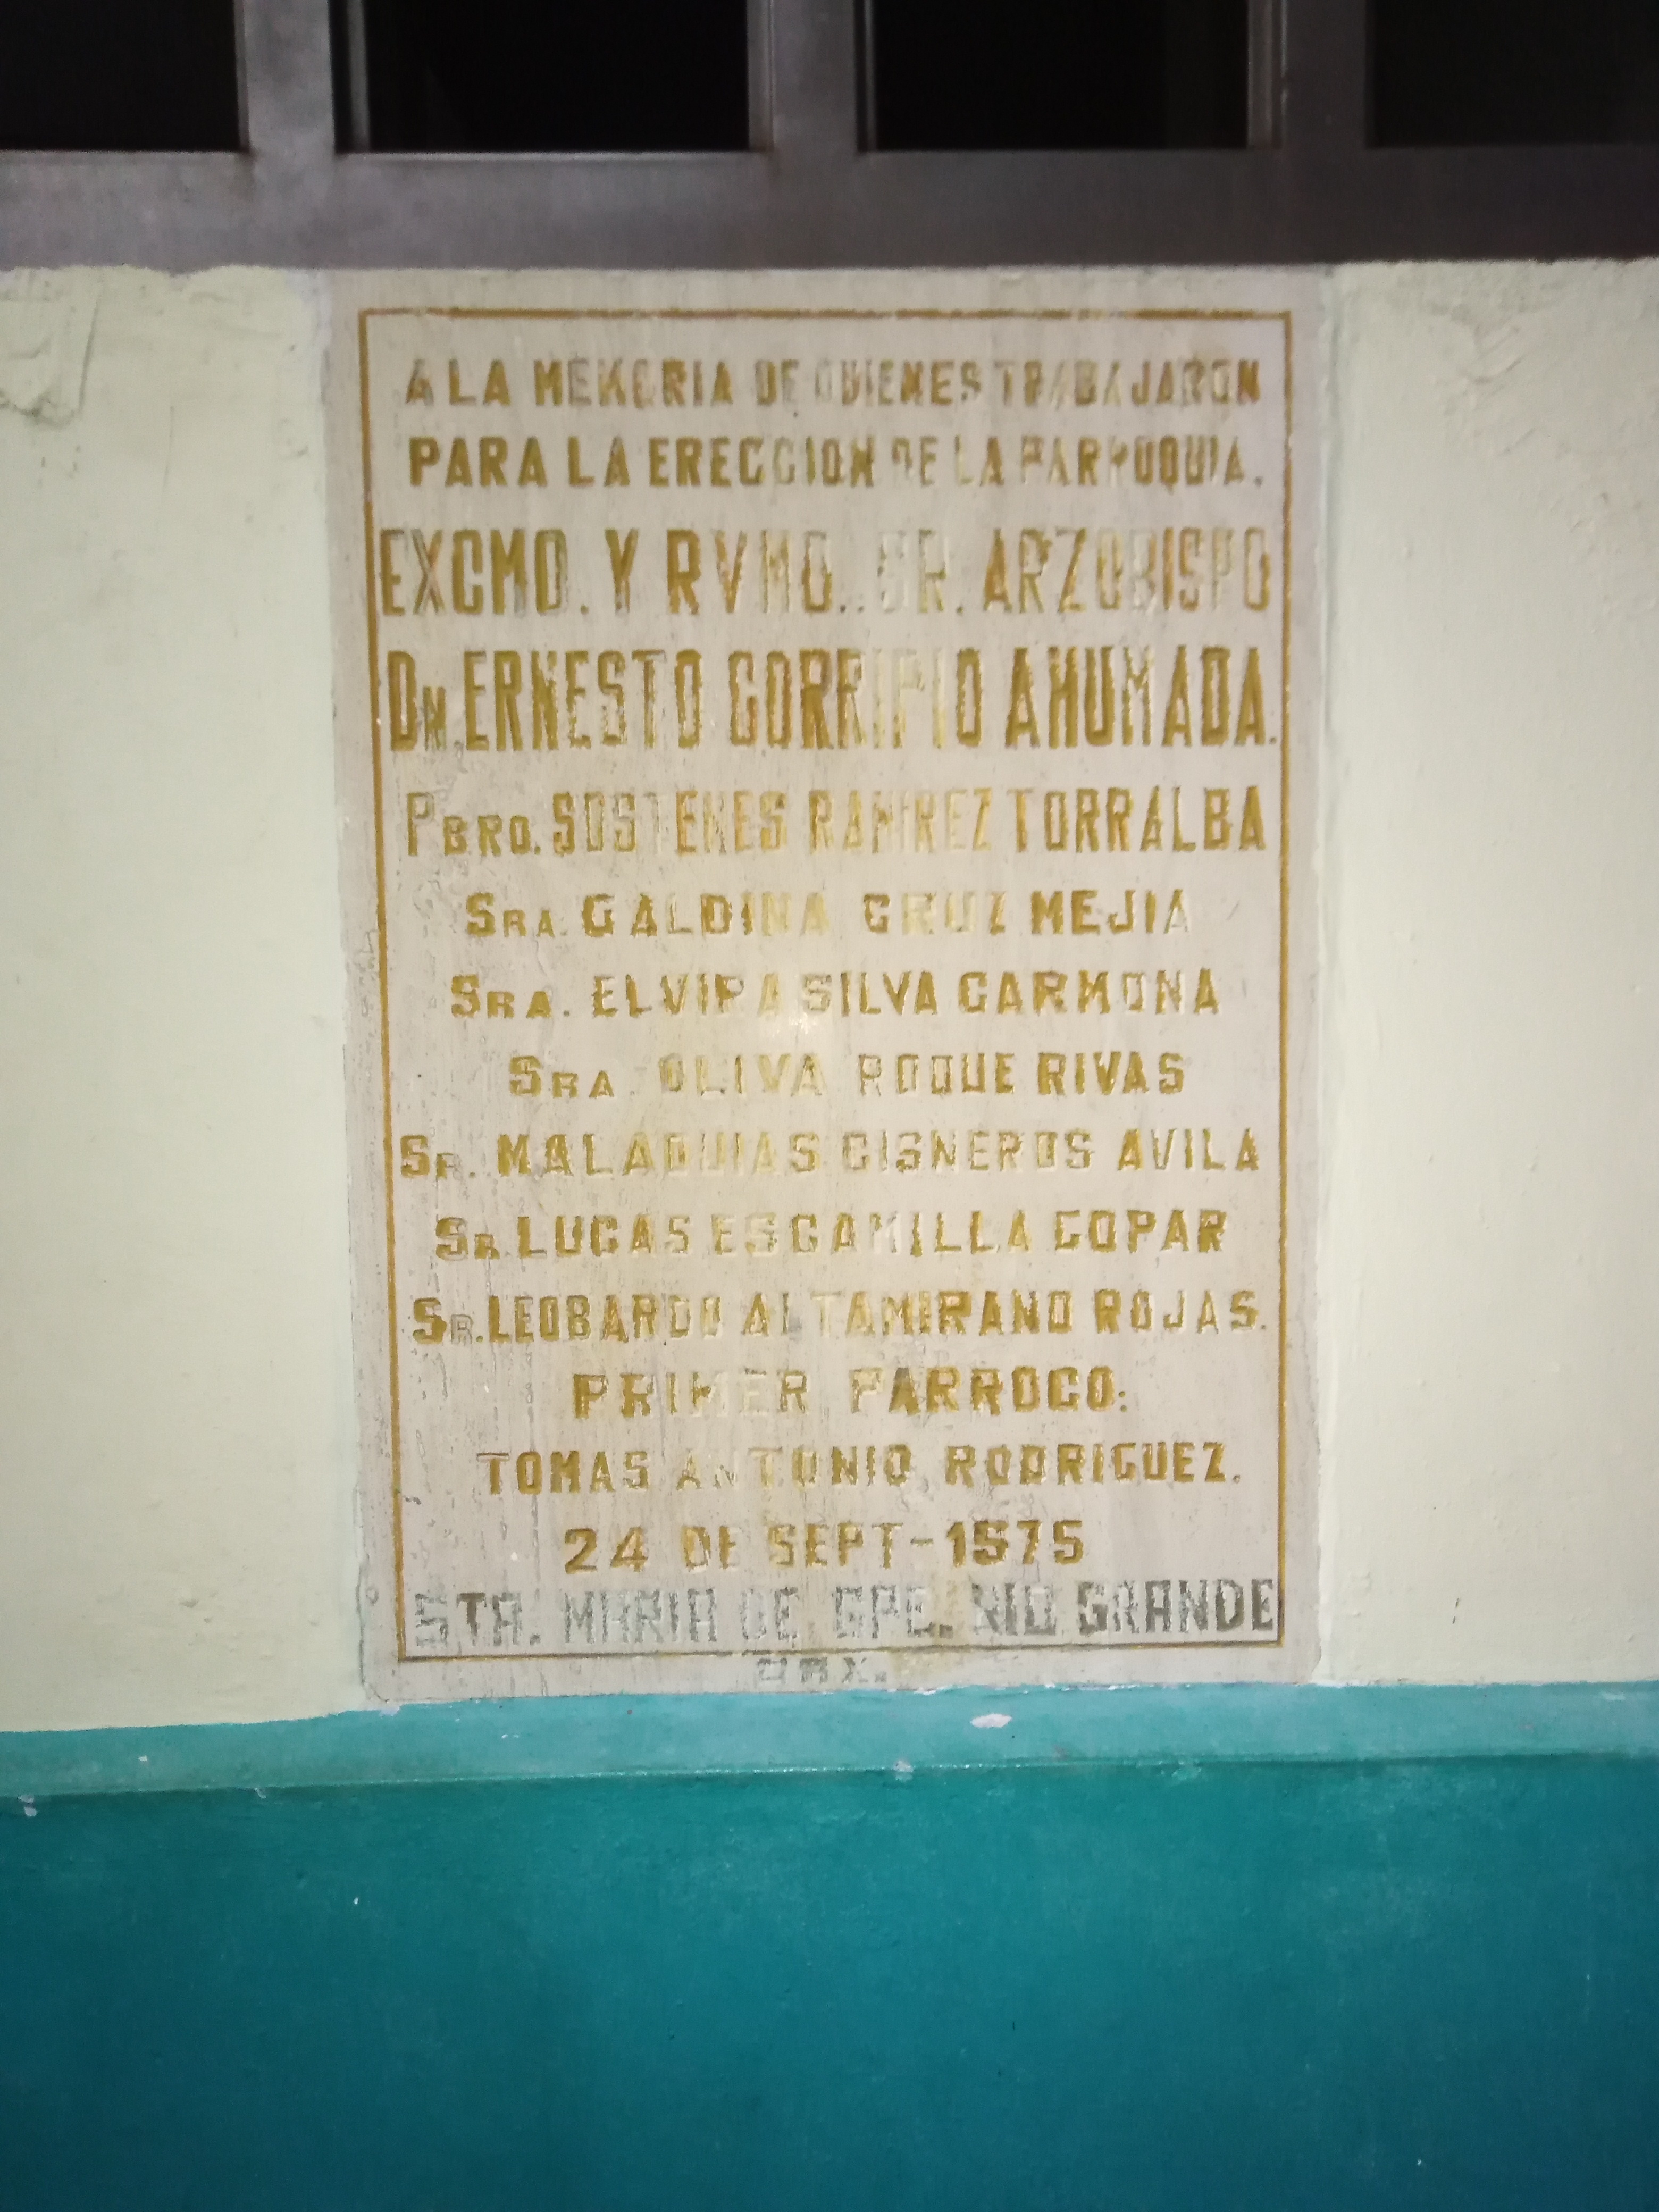 A LA MEMORIA DE QUIENES TRABAJARON
PARA LA ERECCION DE LA PARROQUIA.
EXCMO. Y RVMO. SR. ARZOBISPO
DN. ERNESTO CORRIPIO AHUMADA.
PBRO. SOSTENES RAMIREZ TORRALBA
SRA. GALDINA CRUZ MEJIA
SRA. ELVIRA SILVA CARMONA
SRA. OLIVA ROQUE RIVAS
SR. MALAQUIAS CISNEROS AVILA
SR. LUCAS ESCAMILLA COPAR
SR. LEOBARDO ALTAMIRANO ROJAS.
PRIMER PARROCO:
TOMAS ANTONIO RODRIGUEZ.
24 DE SEPT-1575
STA. MARIA DE GPE. RIO GRANDE
OAX.